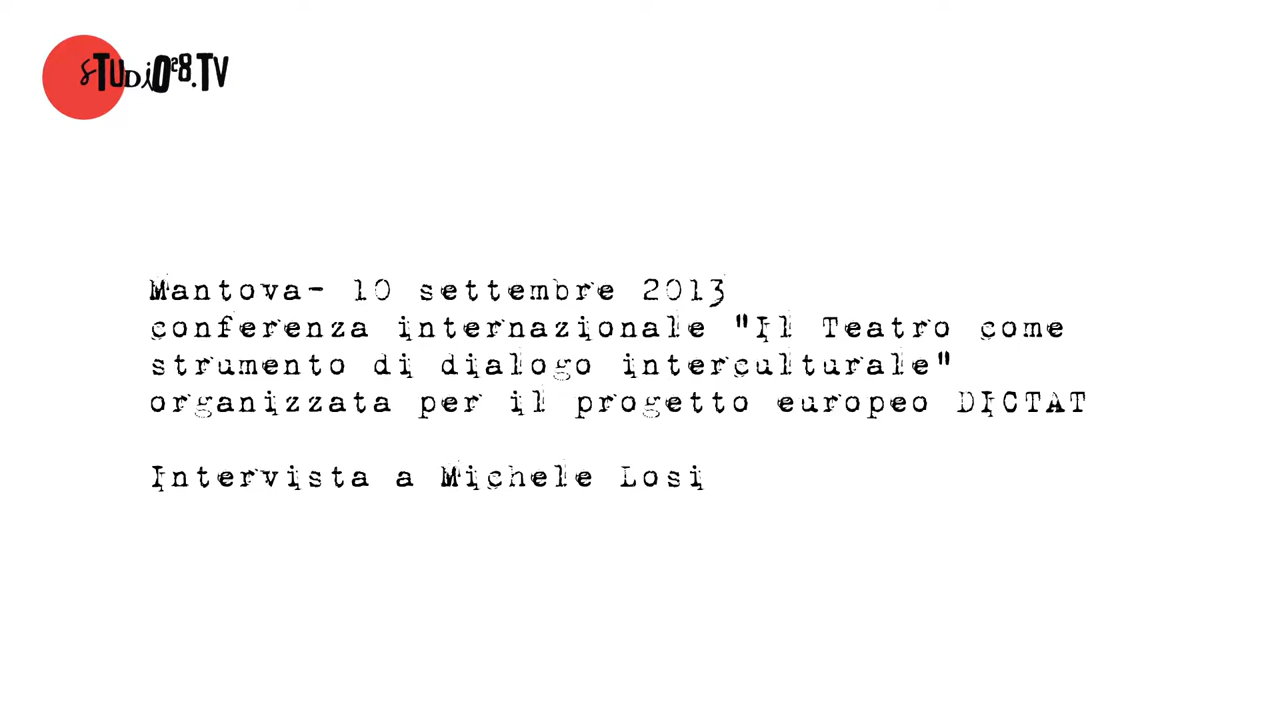 sTUDiO28.TV
Mantova- 10 settembre 2013
conferenza internazionale "Il Teatro come
strumento di dialogo interculturale"
organizzata per il progetto europeo DICTAT
Intervista a Michele Losi